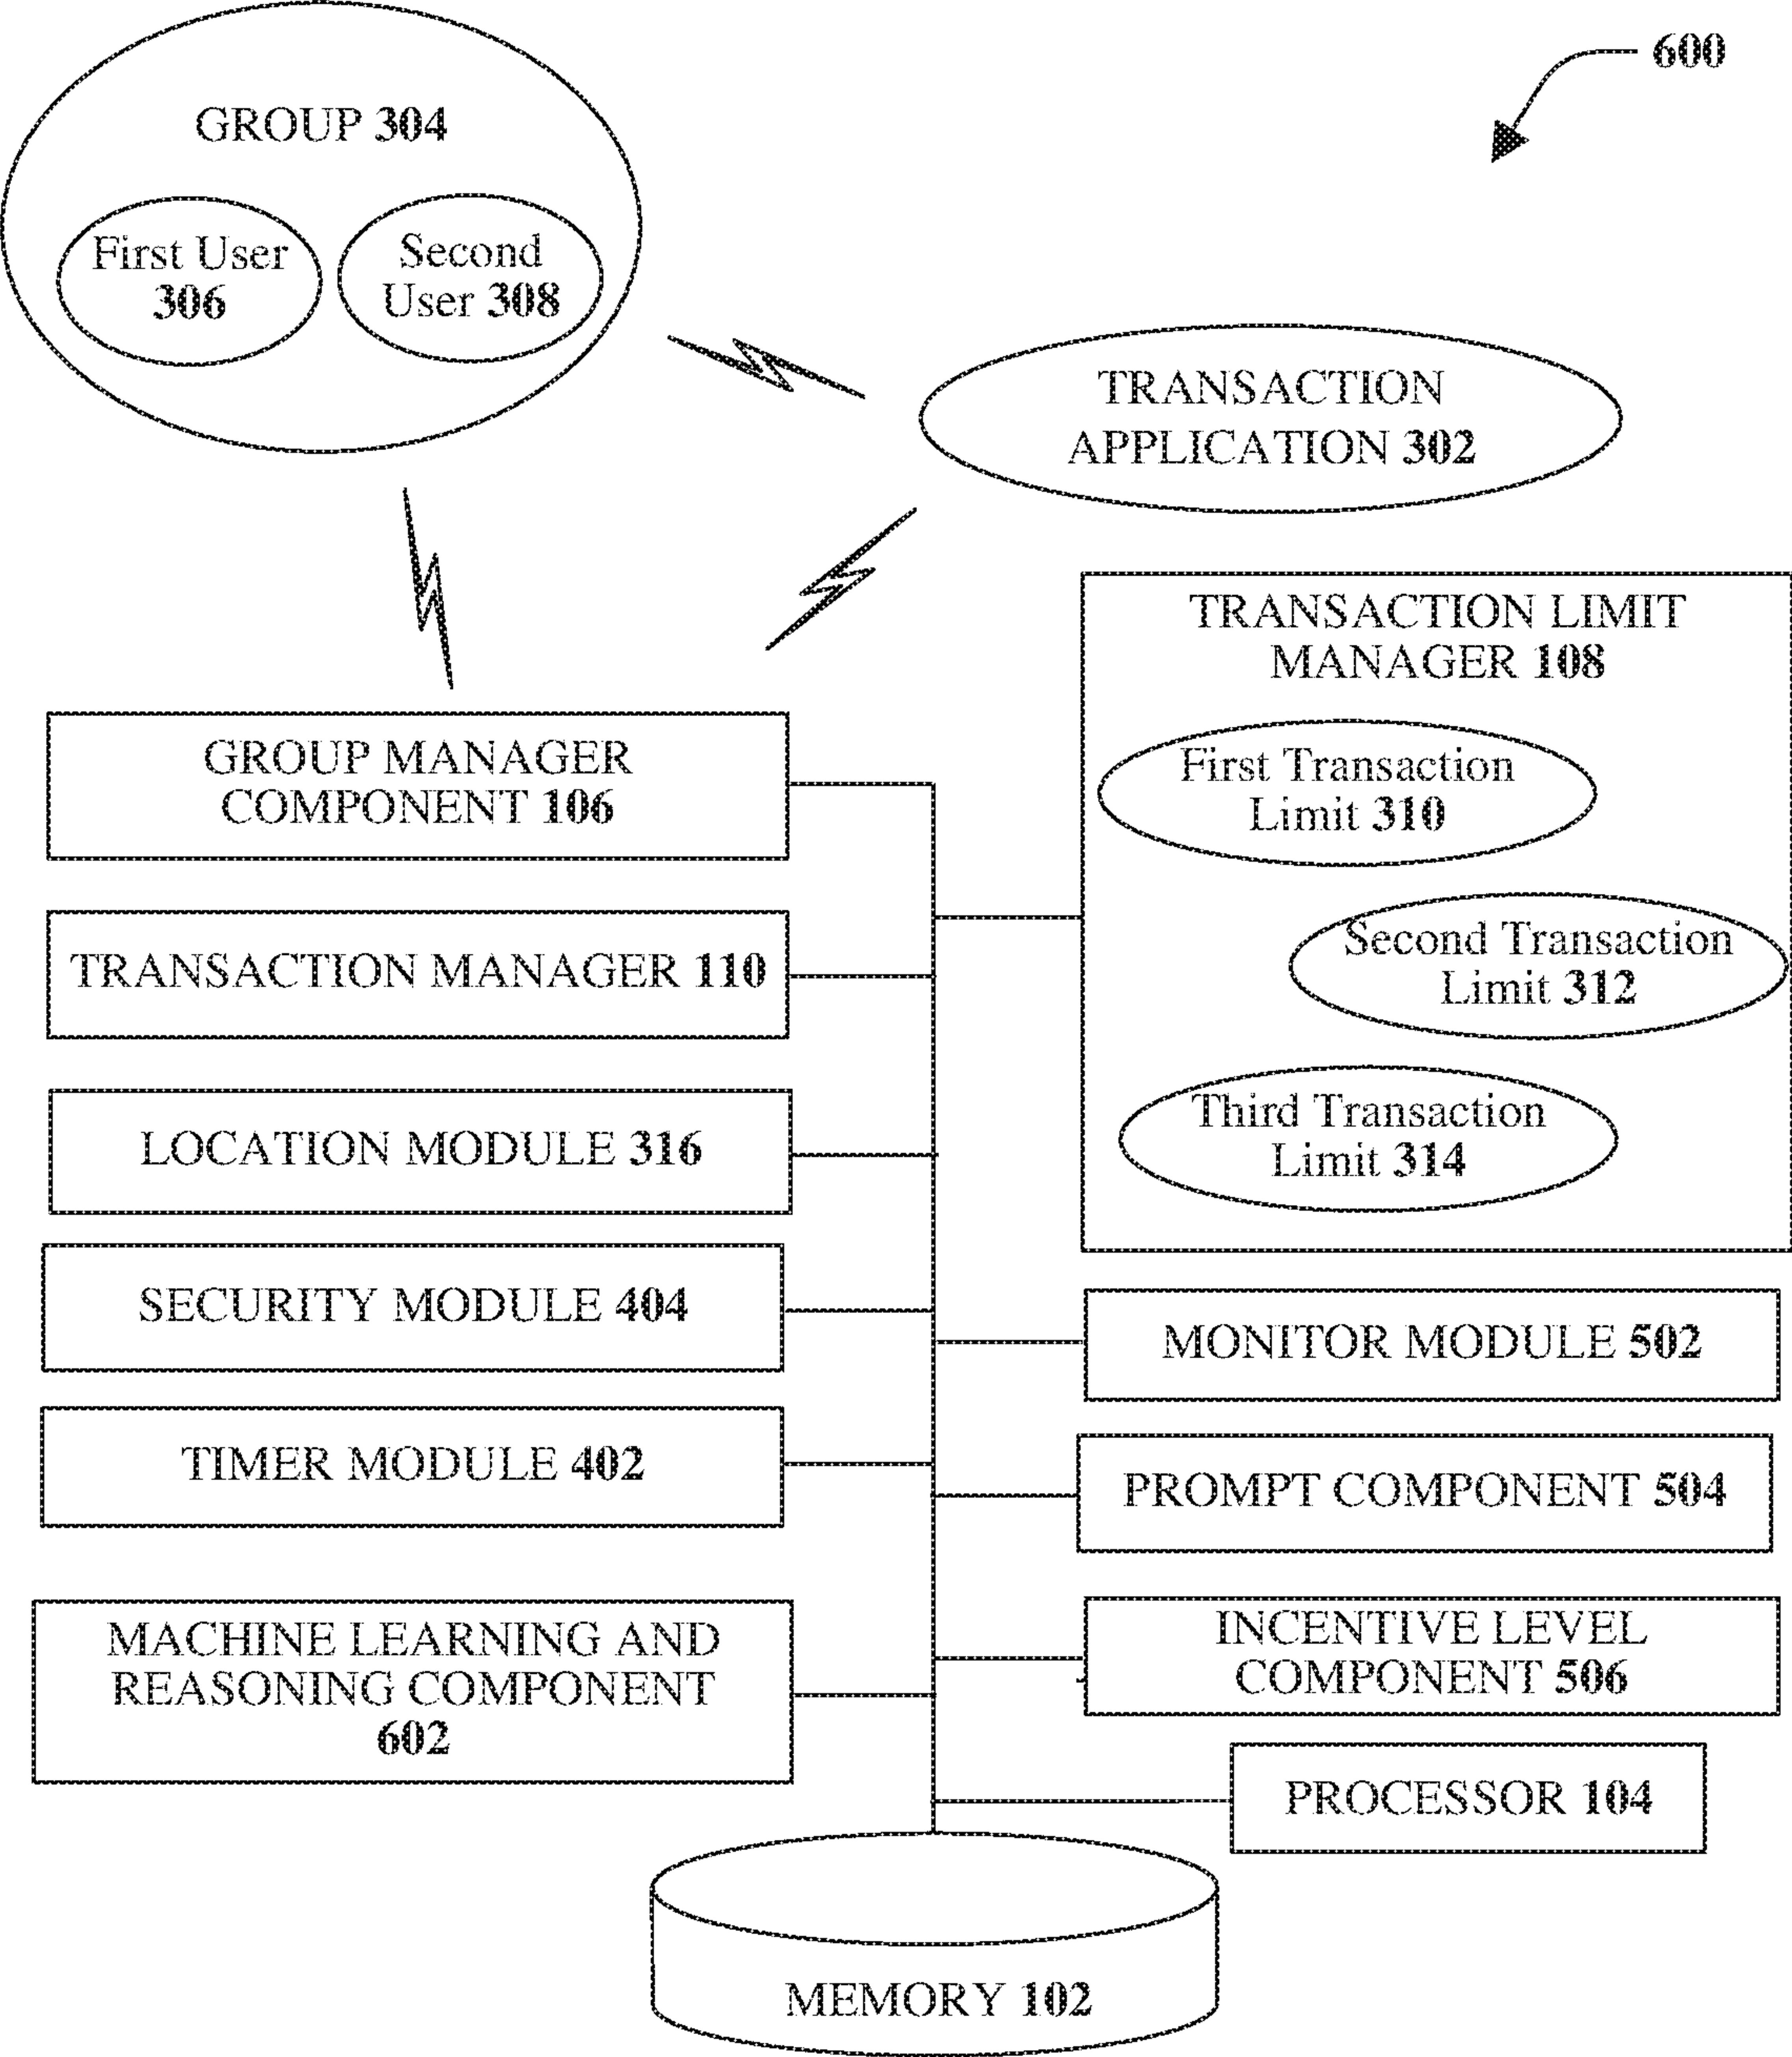 600
GROUP 304
First User
306
Second
User 308
TRANSACTION
APPLICATION 302
TRANSACTION LIMIT
MANAGER 108
First Transaction
Limit 310
Second Transaction
Limit 312
Third Transaction
Limit 314
GROUP MANAGER
COMPONENT 106
TRANSACTION MANAGER 110
LOCATION MODULE 316
SECURITY MODULE 404
TIMER MODULE 402
MACHINE LEARNING AND
REASONING COMPONENT
602
MONITOR MODULE 502
PROMPT COMPONENT 504
INCENTIVE LEVEL
COMPONENT 506
PROCESSOR 104
MEMORY 102